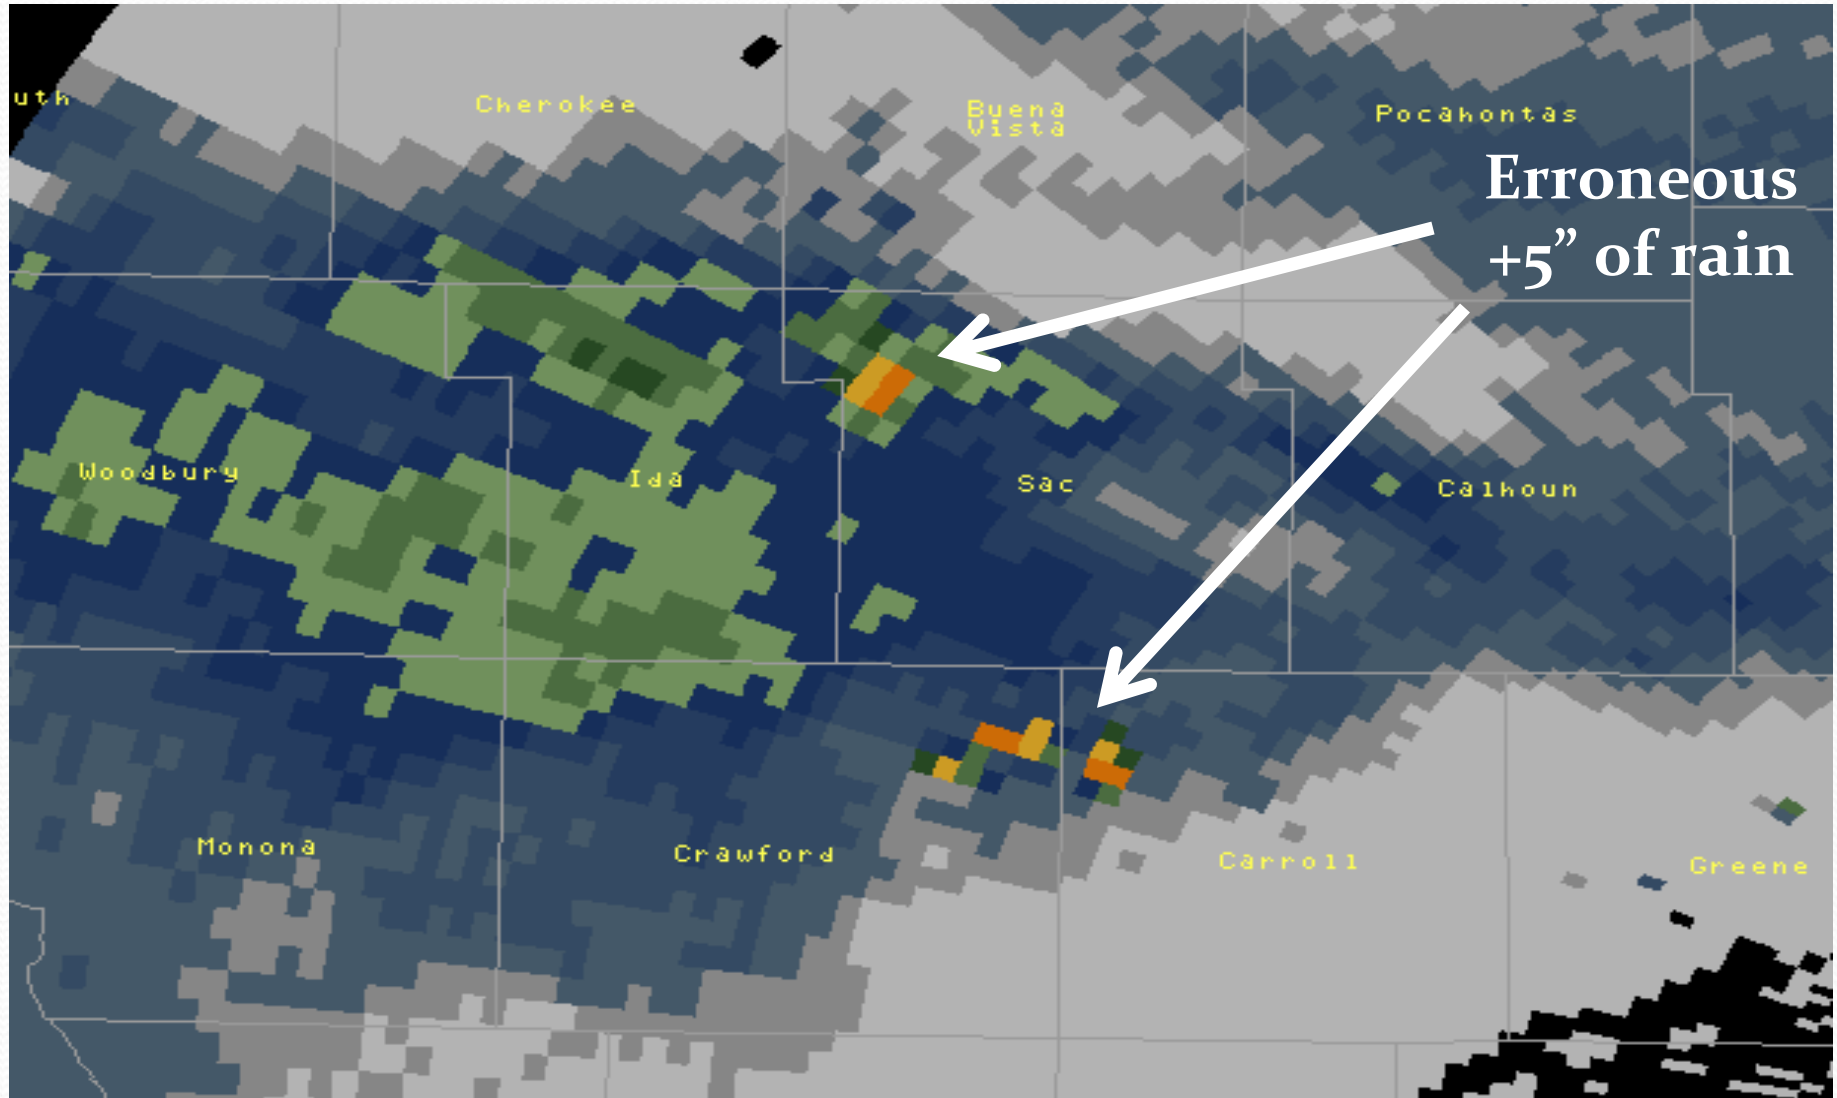 uth
Cherokee
Buena
Vista
Pocahontas
Erroneous
+5” of rain
Woodbury
Ida
Sac
Calhoun
Monona
Crawford
Carroll
Greene